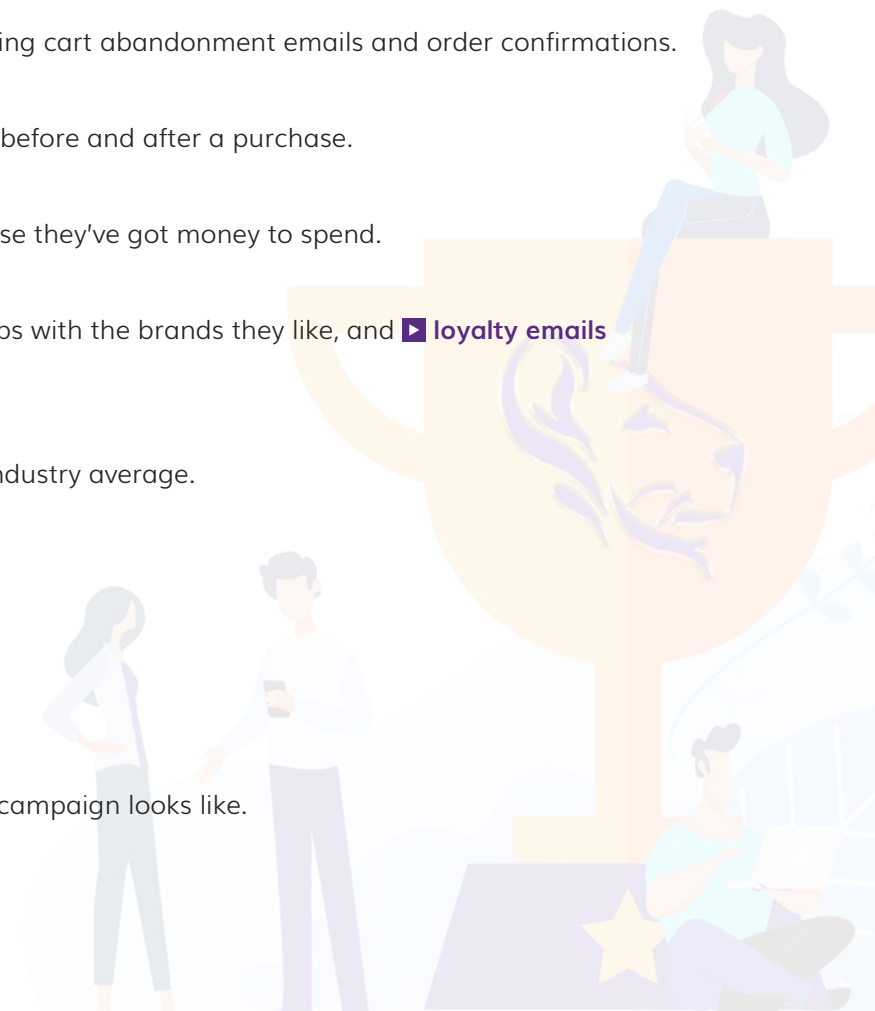 ing cart abandonment emails and order confirmations.
before and after a purchase.
se they've got money to spend.
ps with the brands they like, and loyalty emails
ndustry average.
campaign looks like.